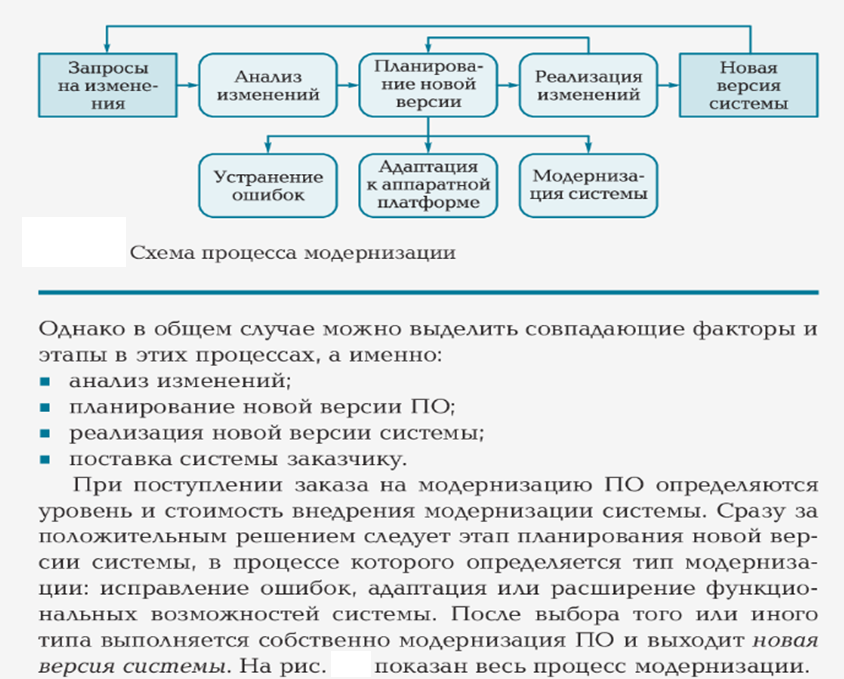 Запросы
на измене-
ния
Анализ
изменений
Планирова-
ние новой
версии
Реализация
изменений
Новая
версия
системы
Устранение
ошибок
Адаптация
к аппаратной
платформе
Модерниза-
ция системы
Схема процесса модернизации
Однако в общем случае можно выделить совпадающие факторы и
этапы в этих процессах, а именно:
анализ изменений;
планирование новой версии ПО;
реализация новой версии системы;
поставка системы заказчику.
При поступлении заказа на модернизацию ПО определяются
уровень и стоимость внедрения модернизации системы. Сразу за
положительным решением следует этап планирования новой вер-
сии системы, в процессе которого определяется тип модерниза-
ции: исправление ошибок, адаптация или расширение функцио-
нальных возможностей системы. После выбора того или иного
типа выполняется собственно модернизация ПО и выходит новая
версия системы. На рис. показан весь процесс модернизации.